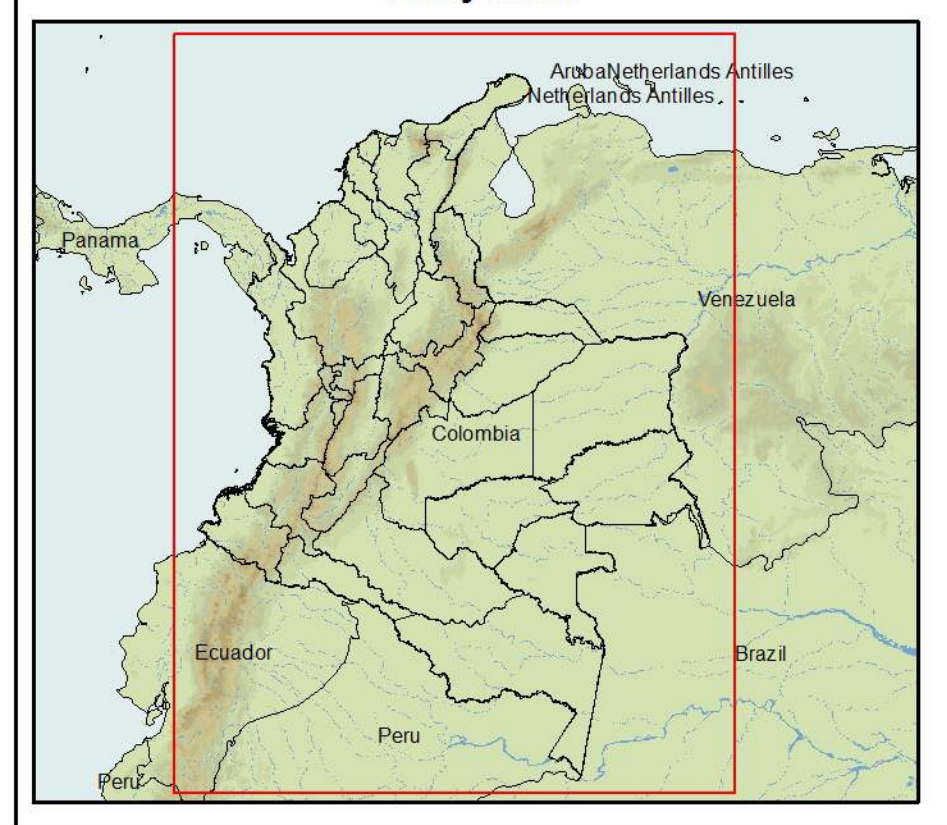 ArubaNetherlands Antilles
Netherlands Antilles
Panama
Venezuela
Colombia
Ecuador
Brazil
Peru
Peru